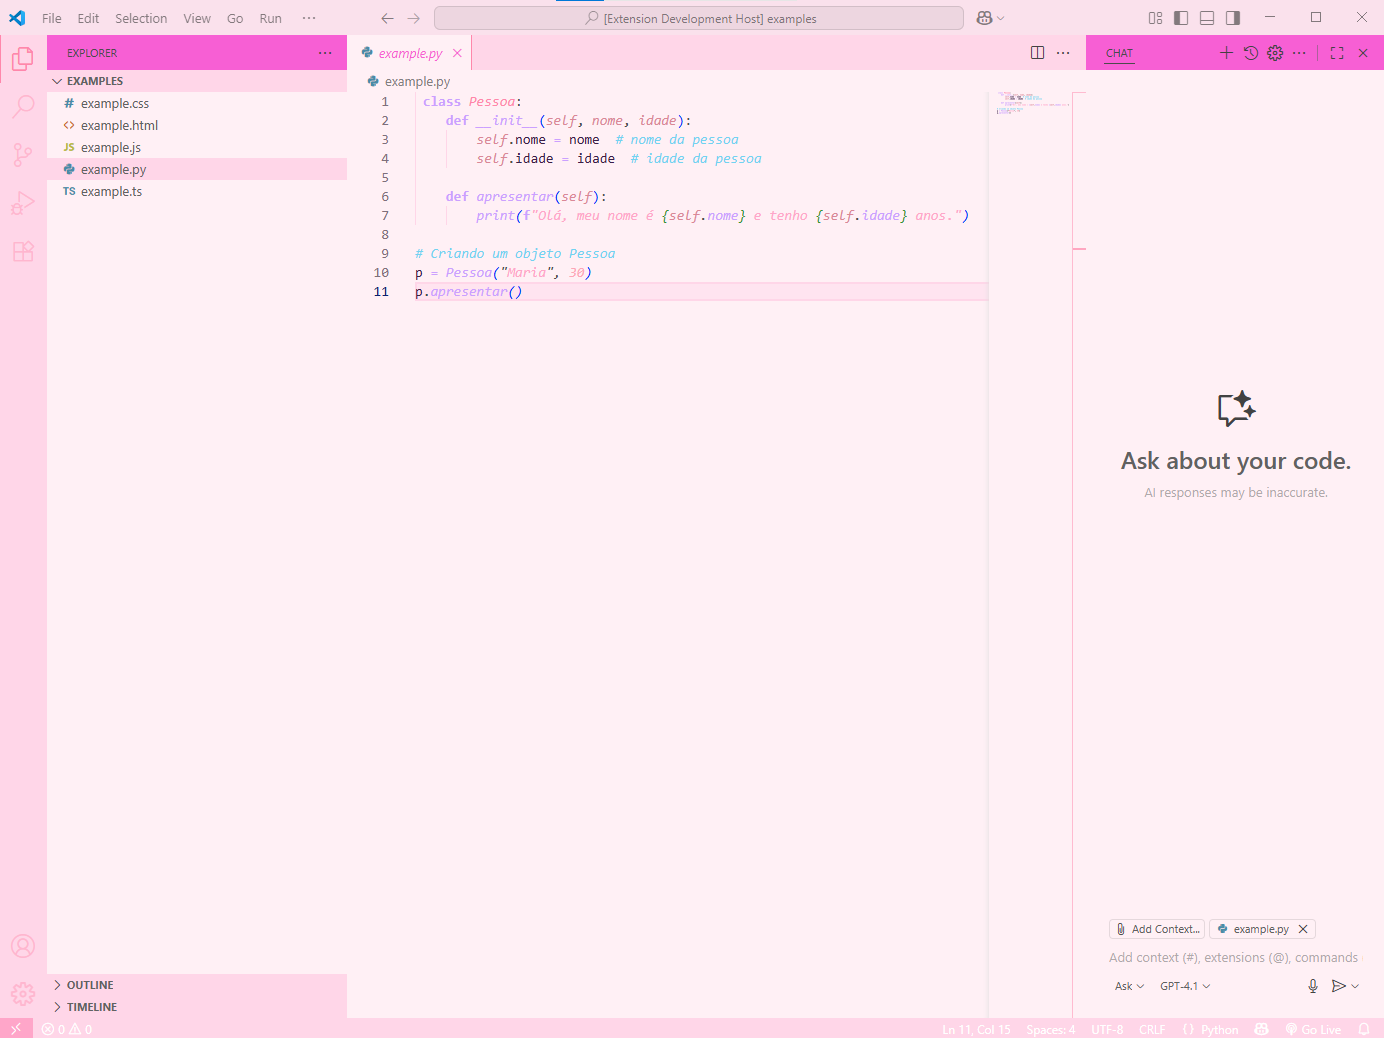 File Edit Selection View Go Run ···
[Extension Development Host] examples
EXPLORER ···
EXAMPLES
# example.css
<> example.html
JS example.js
example.py
TS example.ts
OUTLINE
TIMELINE
example.py
example.py
1 class Pessoa:
2 def __init__(self, nome, idade):
3 self.nome = nome  # nome da pessoa
4 self.idade = idade  # idade da pessoa
5
6 def apresentar(self):
7 print(f"Olá, meu nome é {self.nome} e tenho {self.idade} anos.")
8
9 # Criando um objeto Pessoa
10 p = Pessoa("Maria", 30)
11 p.apresentar()
CHAT
Ask about your code.
AI responses may be inaccurate.
Add Context... example.py
Add context (#), extensions (@), commands
Ask GPT-4.1
0 0 Ln 11, Col 15 Spaces: 4 UTF-8 CRLF {} Python Go Live